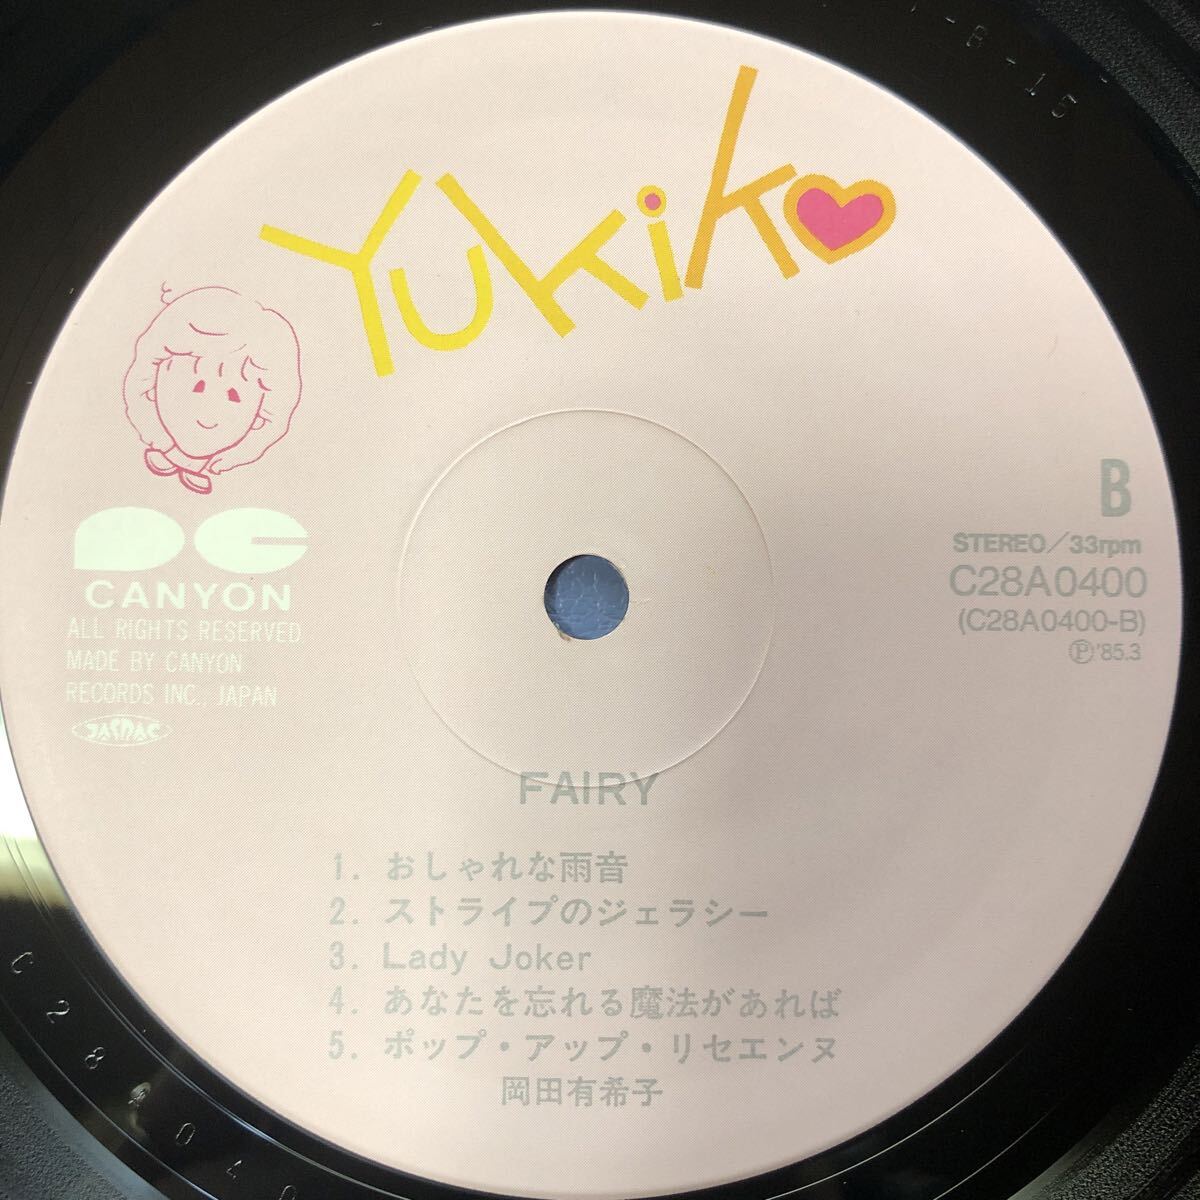 Yukiko
B
STEREO/33rpm
C28A0400
(C28A0400-B)
Ⓟ'85.3
CANYON
ALL RIGHTS RESERVED
MADE BY CANYON
RECORDS INC., JAPAN
JASRAC
FAIRY
1. おしゃれな雨音
2. ストライプのジェラシー
3. Lady Joker
4. あなたを忘れる魔法があれば
5. ポップ・アップ・リセエンヌ
岡田有希子